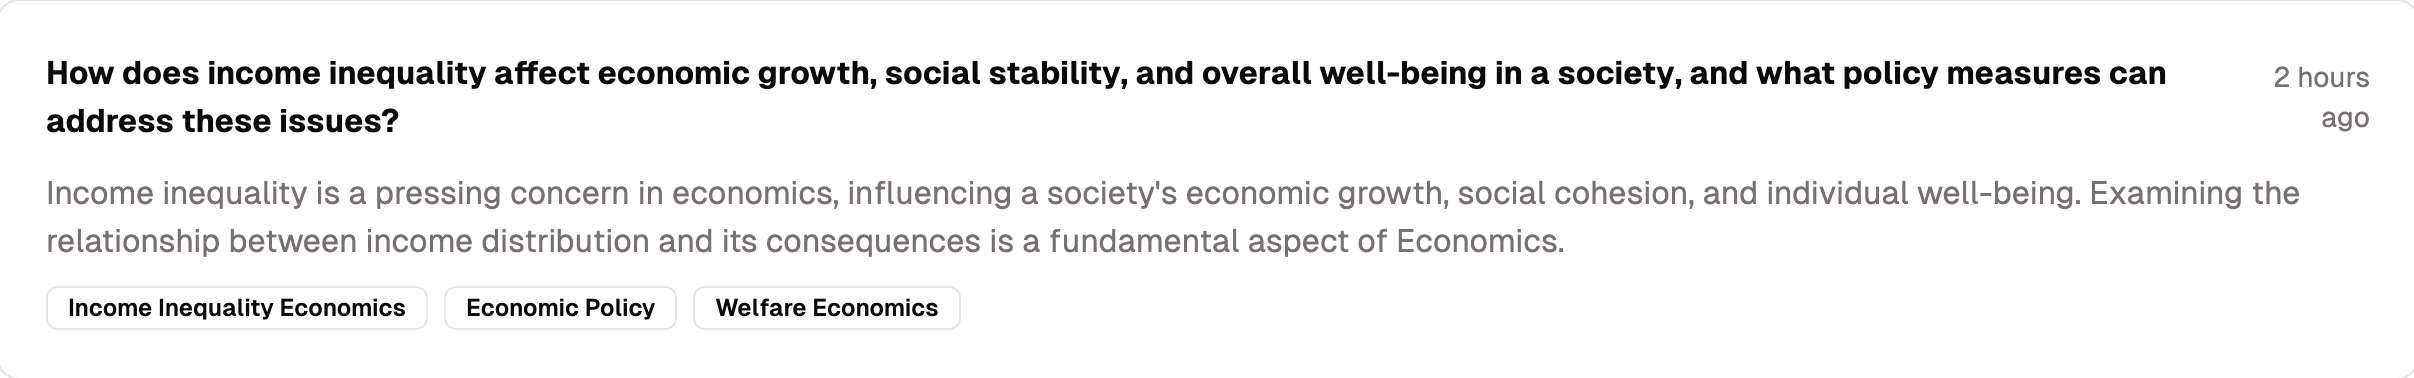 How does income inequality affect economic growth, social stability, and overall well-being in a society, and what policy measures can
address these issues?
2 hours
ago
Income inequality is a pressing concern in economics, influencing a society's economic growth, social cohesion, and individual well-being. Examining the
relationship between income distribution and its consequences is a fundamental aspect of Economics.
Income Inequality Economics
Economic Policy
Welfare Economics